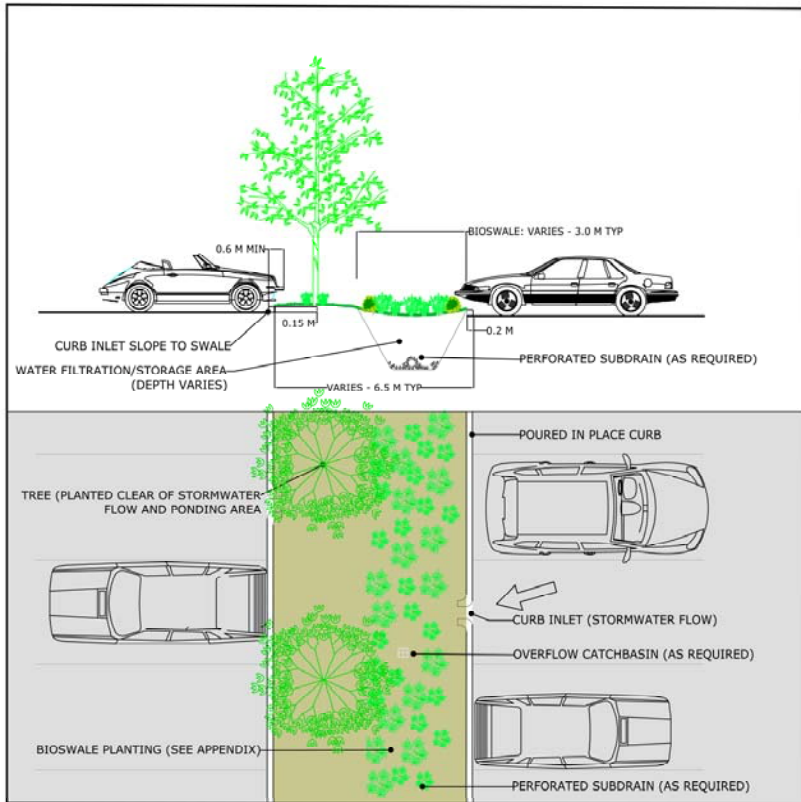 BIOSWALE: VARIES - 3.0 M TYP
0.6 M MIN
0.15 M
0.2 M
CURB INLET SLOPE TO SWALE
PERFORATED SUBDRAIN (AS REQUIRED)
WATER FILTRATION/STORAGE AREA
(DEPTH VARIES)
VARIES - 6.5 M TYP
POURED IN PLACE CURB
TREE (PLANTED CLEAR OF STORMWATER
FLOW AND PONDING AREA
CURB INLET (STORMWATER FLOW)
OVERFLOW CATCHBASIN (AS REQUIRED)
BIOSWALE PLANTING (SEE APPENDIX)
PERFORATED SUBDRAIN (AS REQUIRED)